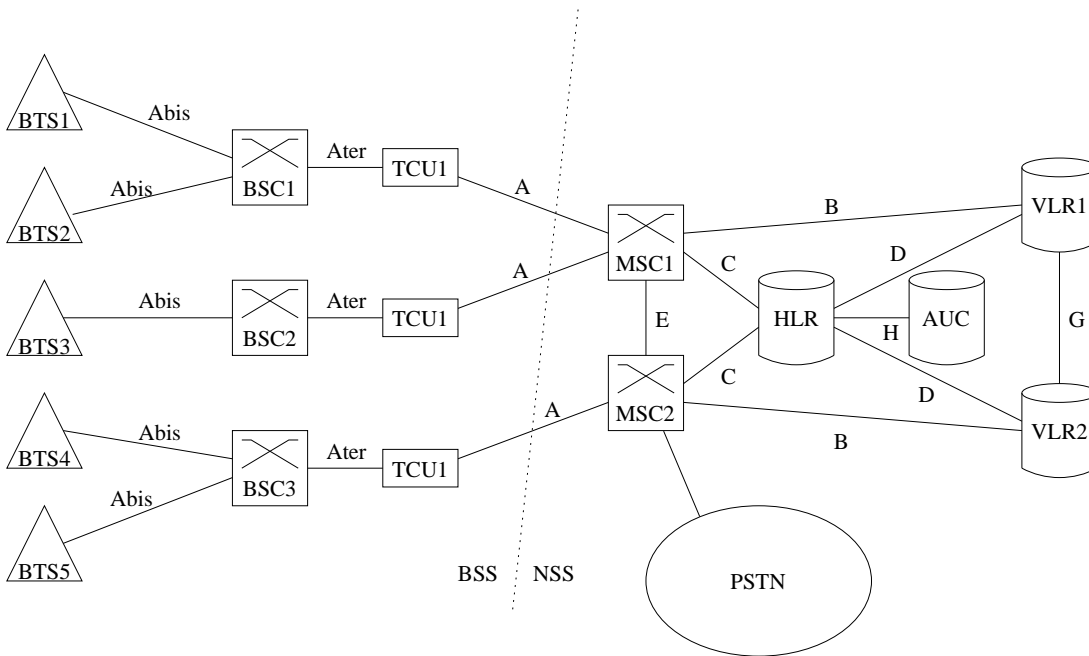 BTS1
Abis
BTS2
Abis
BSC1
Ater
TCU1
A
BTS3
Abis
BSC2
Ater
TCU1
A
BTS4
Abis
BTS5
Abis
BSC3
Ater
TCU1
A
BSS
NSS
MSC1
B
VLR1
C
D
E
HLR
H
AUC
G
MSC2
C
D
B
VLR2
PSTN